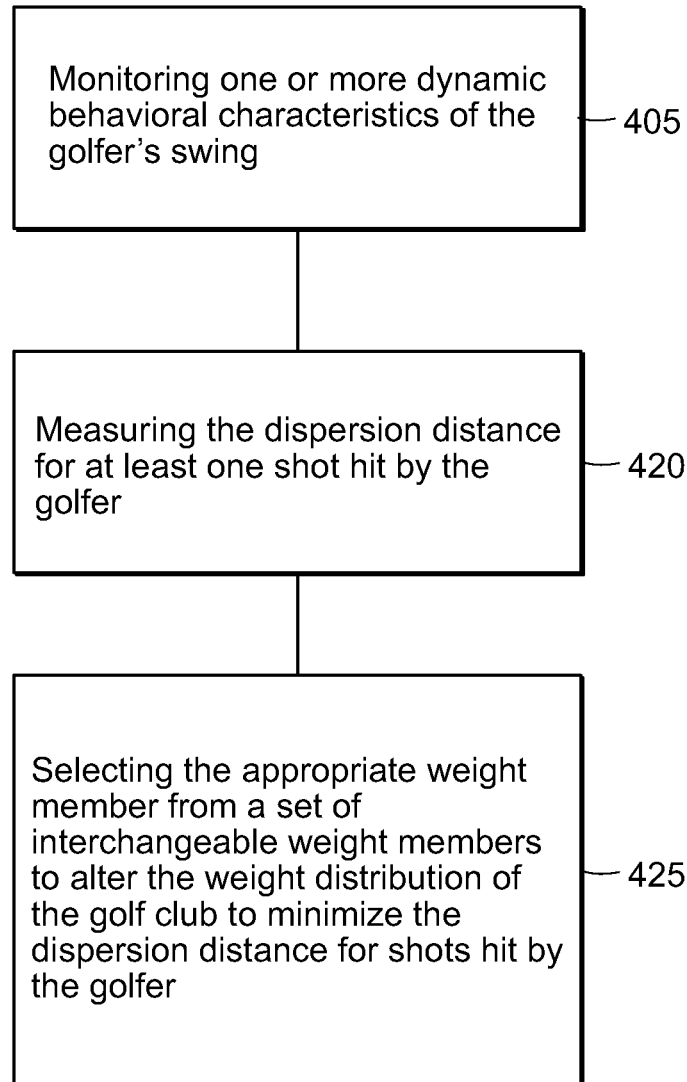 Monitoring one or more dynamic
behavioral characteristics of the
golfer's swing
405
Measuring the dispersion distance
for at least one shot hit by the
golfer
420
Selecting the appropriate weight
member from a set of
interchangeable weight members
to alter the weight distribution of
the golf club to minimize the
dispersion distance for shots hit by
the golfer
425